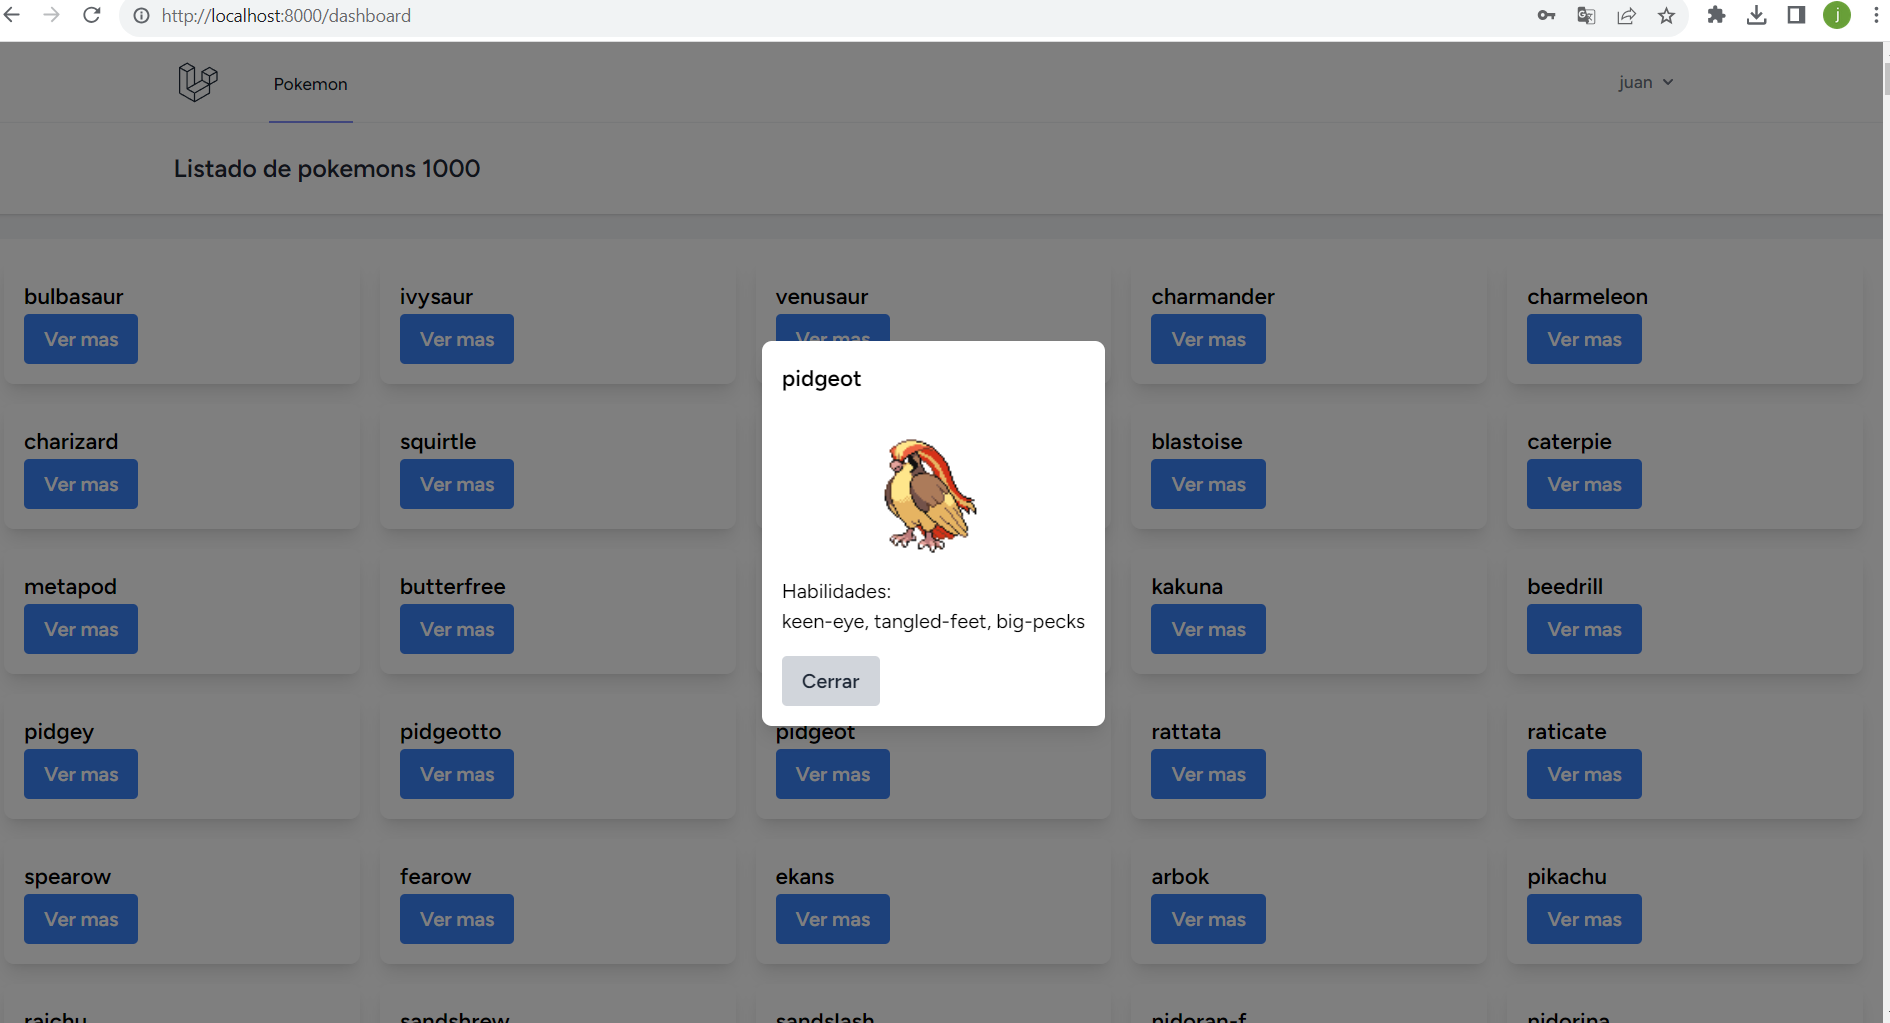 http://localhost:8000/dashboard
j
Pokemon
juan
Listado de pokemons 1000
bulbasaur ivysaur venusaur charmander charmeleon
Ver mas Ver mas Ver mas Ver mas Ver mas
pidgeot
charizard squirtle blastoise caterpie
Ver mas Ver mas Ver mas Ver mas
metapod butterfree kakuna beedrill
Habilidades:
keen-eye, tangled-feet, big-pecks
Ver mas Ver mas Ver mas Ver mas
Cerrar
pidgey pidgeotto pidgeot rattata raticate
Ver mas Ver mas Ver mas Ver mas Ver mas
spearow fearow ekans arbok pikachu
Ver mas Ver mas Ver mas Ver mas Ver mas
raichu sandshrew sandslash nidoran-f nidorina